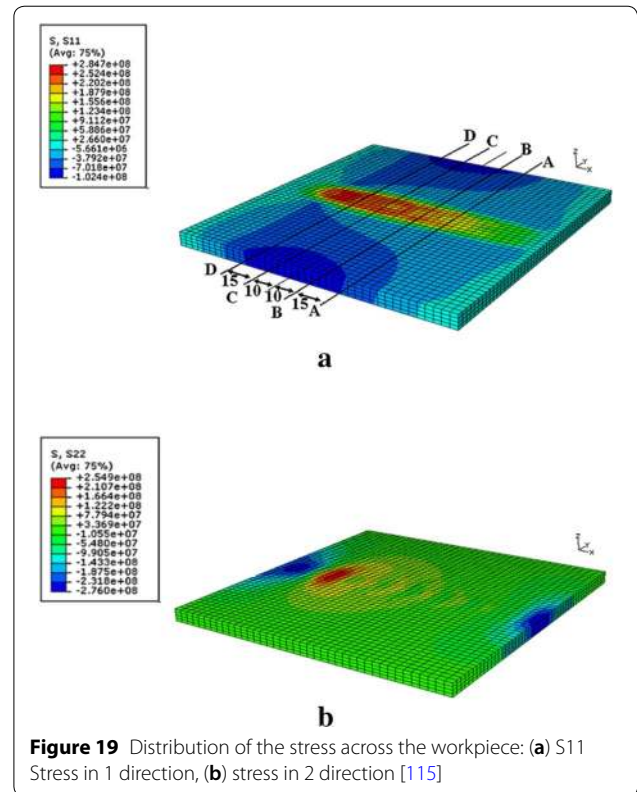 S, S11
(Avg: 75%)
+2.847e+08
+2.524e+08
+2.202e+08
+1.879e+08
+1.556e+08
+1.234e+08
+9.112e+07
+5.886e+07
+2.660e+07
-5.661e+06
-3.792e+07
-7.018e+07
-1.024e+08
D
C
B
A
Z
Y
X
D
15
C
10
10
B
15
A
a
S, S22
(Avg: 75%)
+2.549e+08
+2.107e+08
+1.664e+08
+1.222e+08
+7.794e+07
+3.369e+07
-1.055e+07
-5.480e+07
-9.905e+07
-1.433e+08
-1.875e+08
-2.318e+08
-2.760e+08
Z
Y
X
b
Figure 19 Distribution of the stress across the workpiece: (a) S11
Stress in 1 direction, (b) stress in 2 direction [115]